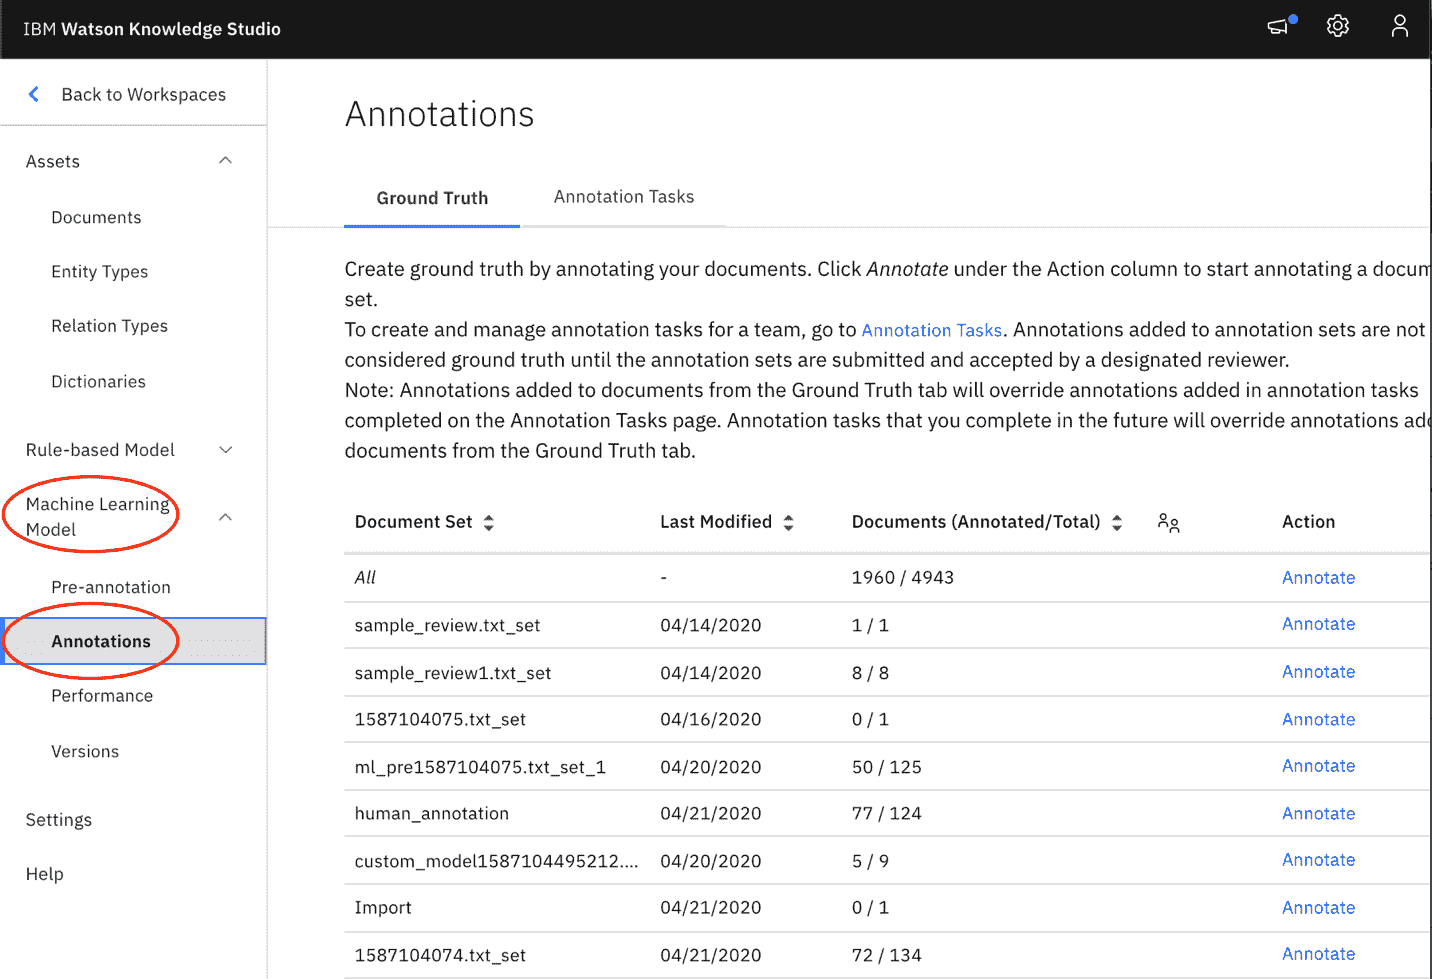 IBM Watson Knowledge Studio
Back to Workspaces
Assets
Documents
Entity Types
Relation Types
Dictionaries
Rule-based Model
Machine Learning
Model
Pre-annotation
Annotations
Performance
Versions
Settings
Help
Annotations
Ground Truth Annotation Tasks
Create ground truth by annotating your documents. Click Annotate under the Action column to start annotating a docum
set.
To create and manage annotation tasks for a team, go to Annotation Tasks. Annotations added to annotation sets are not
considered ground truth until the annotation sets are submitted and accepted by a designated reviewer.
Note: Annotations added to documents from the Ground Truth tab will override annotations added in annotation tasks
completed on the Annotation Tasks page. Annotation tasks that you complete in the future will override annotations add
documents from the Ground Truth tab.
Document Set Last Modified Documents (Annotated/Total) Action
All - 1960 / 4943 Annotate
sample_review.txt_set 04/14/2020 1 / 1 Annotate
sample_review1.txt_set 04/14/2020 8 / 8 Annotate
1587104075.txt_set 04/16/2020 0 / 1 Annotate
ml_pre1587104075.txt_set_1 04/20/2020 50 / 125 Annotate
human_annotation 04/21/2020 77 / 124 Annotate
custom_model1587104495212.... 04/20/2020 5 / 9 Annotate
Import 04/21/2020 0 / 1 Annotate
1587104074.txt_set 04/21/2020 72 / 134 Annotate